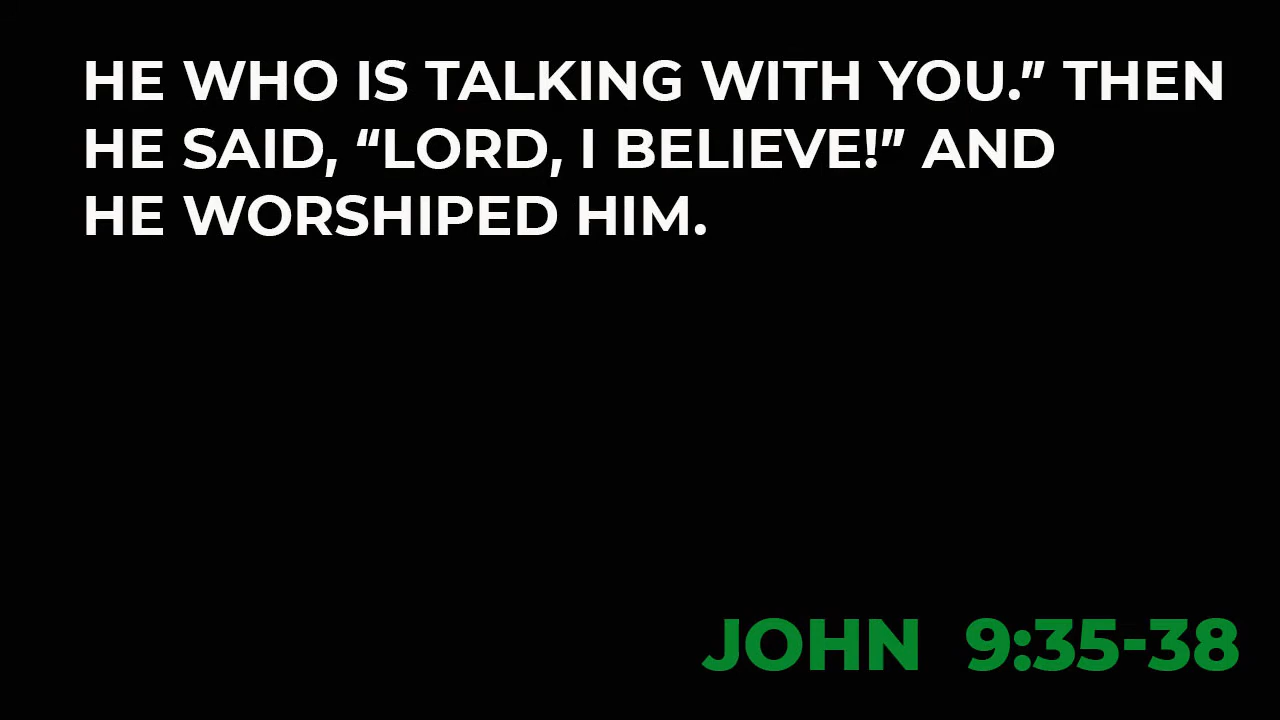 HE WHO IS TALKING WITH YOU.” THEN
HE SAID, “LORD, I BELIEVE!” AND
HE WORSHIPED HIM.
JOHN 9:35-38